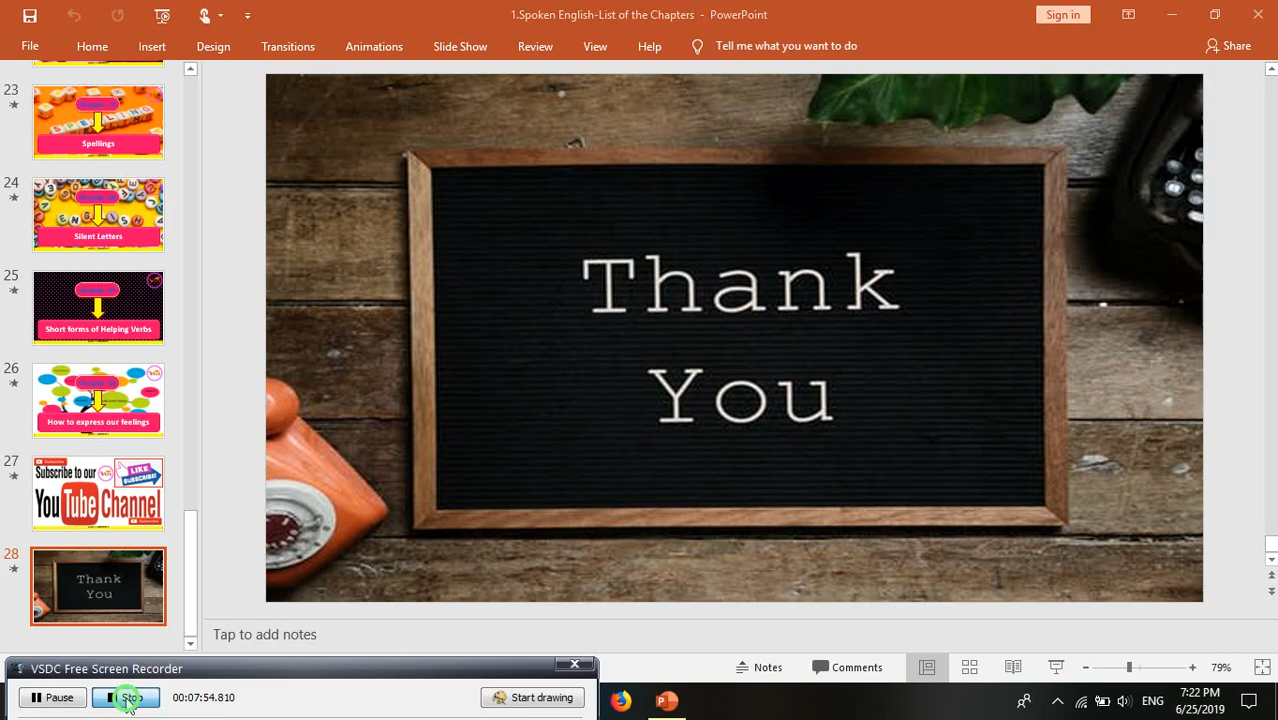 1.Spoken English-List of the Chapters - PowerPoint
Sign in
File Home Insert Design Transitions Animations Slide Show Review View Help Tell me what you want to do Share
23
Spellings
24
Silent Letters
25
Short forms of Helping Verbs
26
How to express our feelings
27
Subscribe to our
LIKE
SUBSCRIBE!
YouTube Channel
28
Thank
You
Thank
You
Tap to add notes
Notes Comments 79%
VSDC Free Screen Recorder
Pause Stop 00:07:54.810 Start drawing
ENG
7:22 PM
6/25/2019